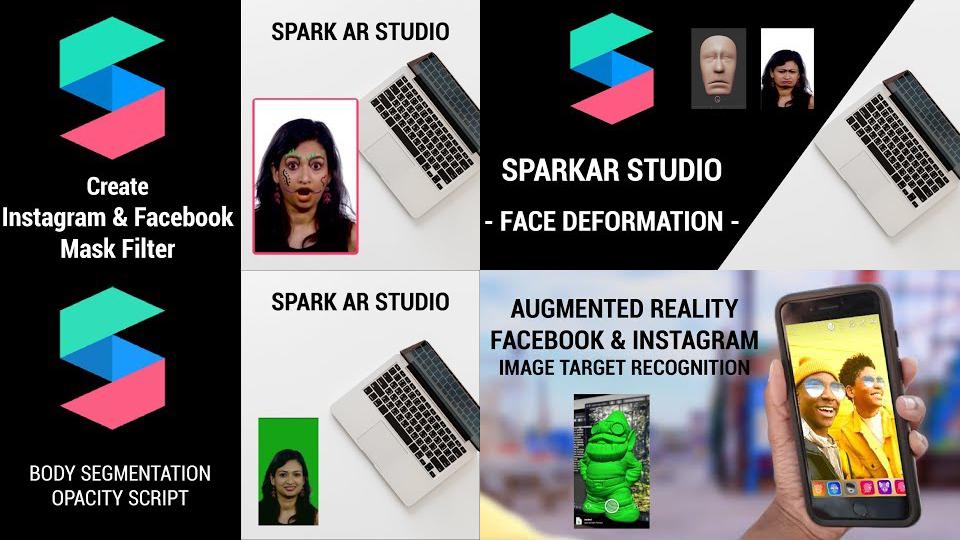 Create
Instagram & Facebook
Mask Filter
SPARK AR STUDIO
SPARKAR STUDIO
- FACE DEFORMATION -
BODY SEGMENTATION
OPACITY SCRIPT
SPARK AR STUDIO
AUGMENTED REALITY
FACEBOOK & INSTAGRAM
IMAGE TARGET RECOGNITION